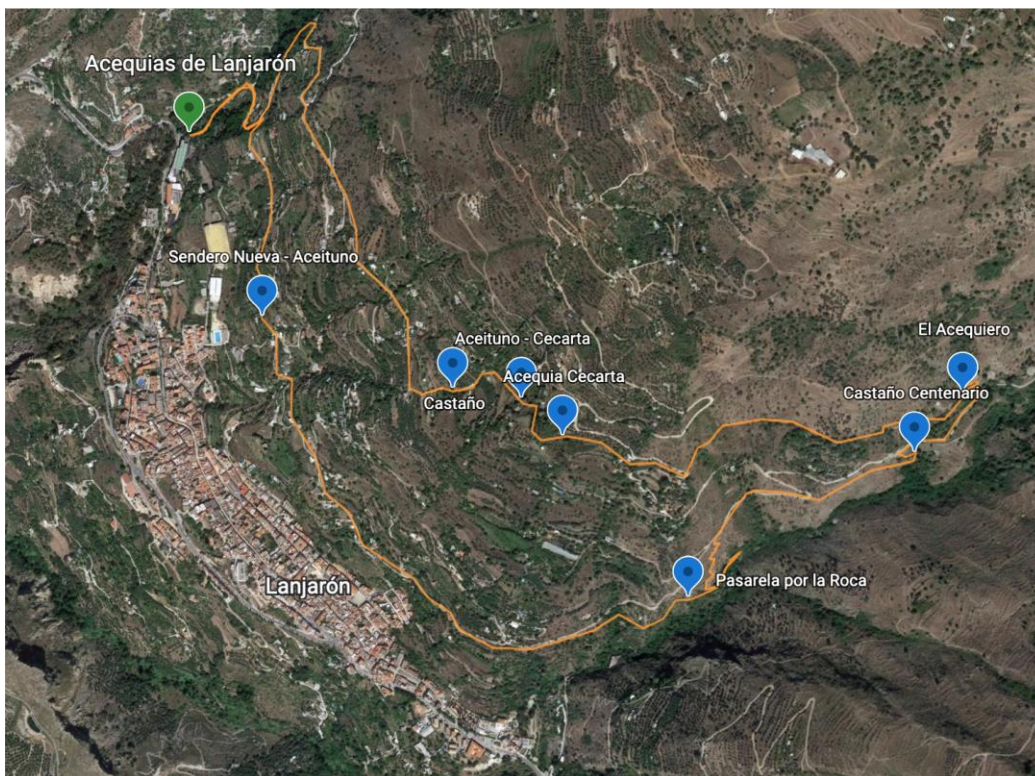 Acequias de Lanjarón
Sendero Nueva - Aceituno
Aceituno - Cecarta
Acequia Cecarta
Castaño
El Acequiero
Castaño Centenario
Pasarela por la Roca
Lanjarón